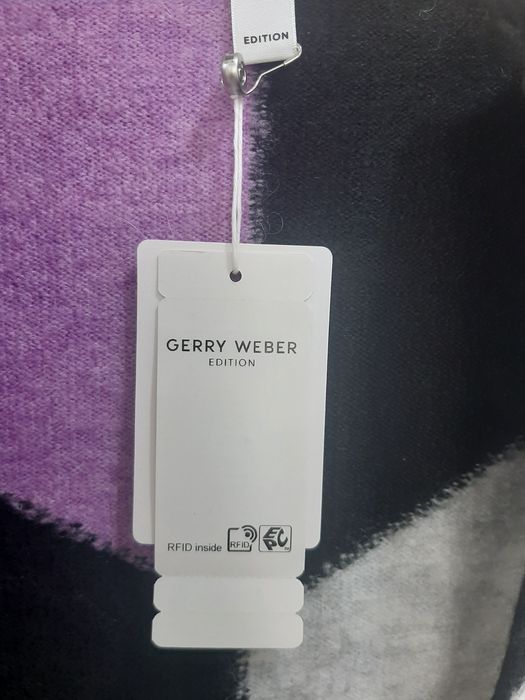 EDITION
GERRY WEBER
EDITION
RFID inside RFID EPC